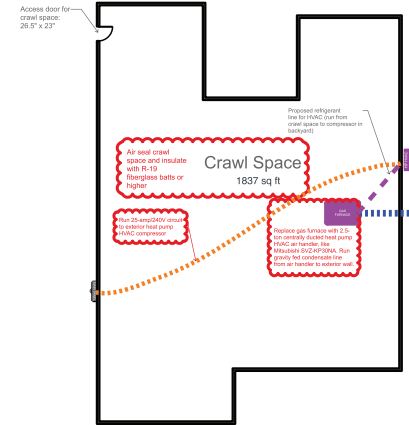 Access door for
crawl space:
26.5" x 23"
Proposed refrigerant
line for HVAC (run from
crawl space to compressor in
backyard)
Air seal crawl
space and insulate
with R-19
fiberglass batts or
higher
Crawl Space
1837 sq ft
Run 25-amp/240V circuit
to exterior heat pump
HVAC compressor
Replace gas furnace with 2.5-
ton centrally ducted heat pump
HVAC air handler, like
Mitsubishi SVZ-KP30NA. Run
gravity fed condensate line
from air handler to exterior wall.